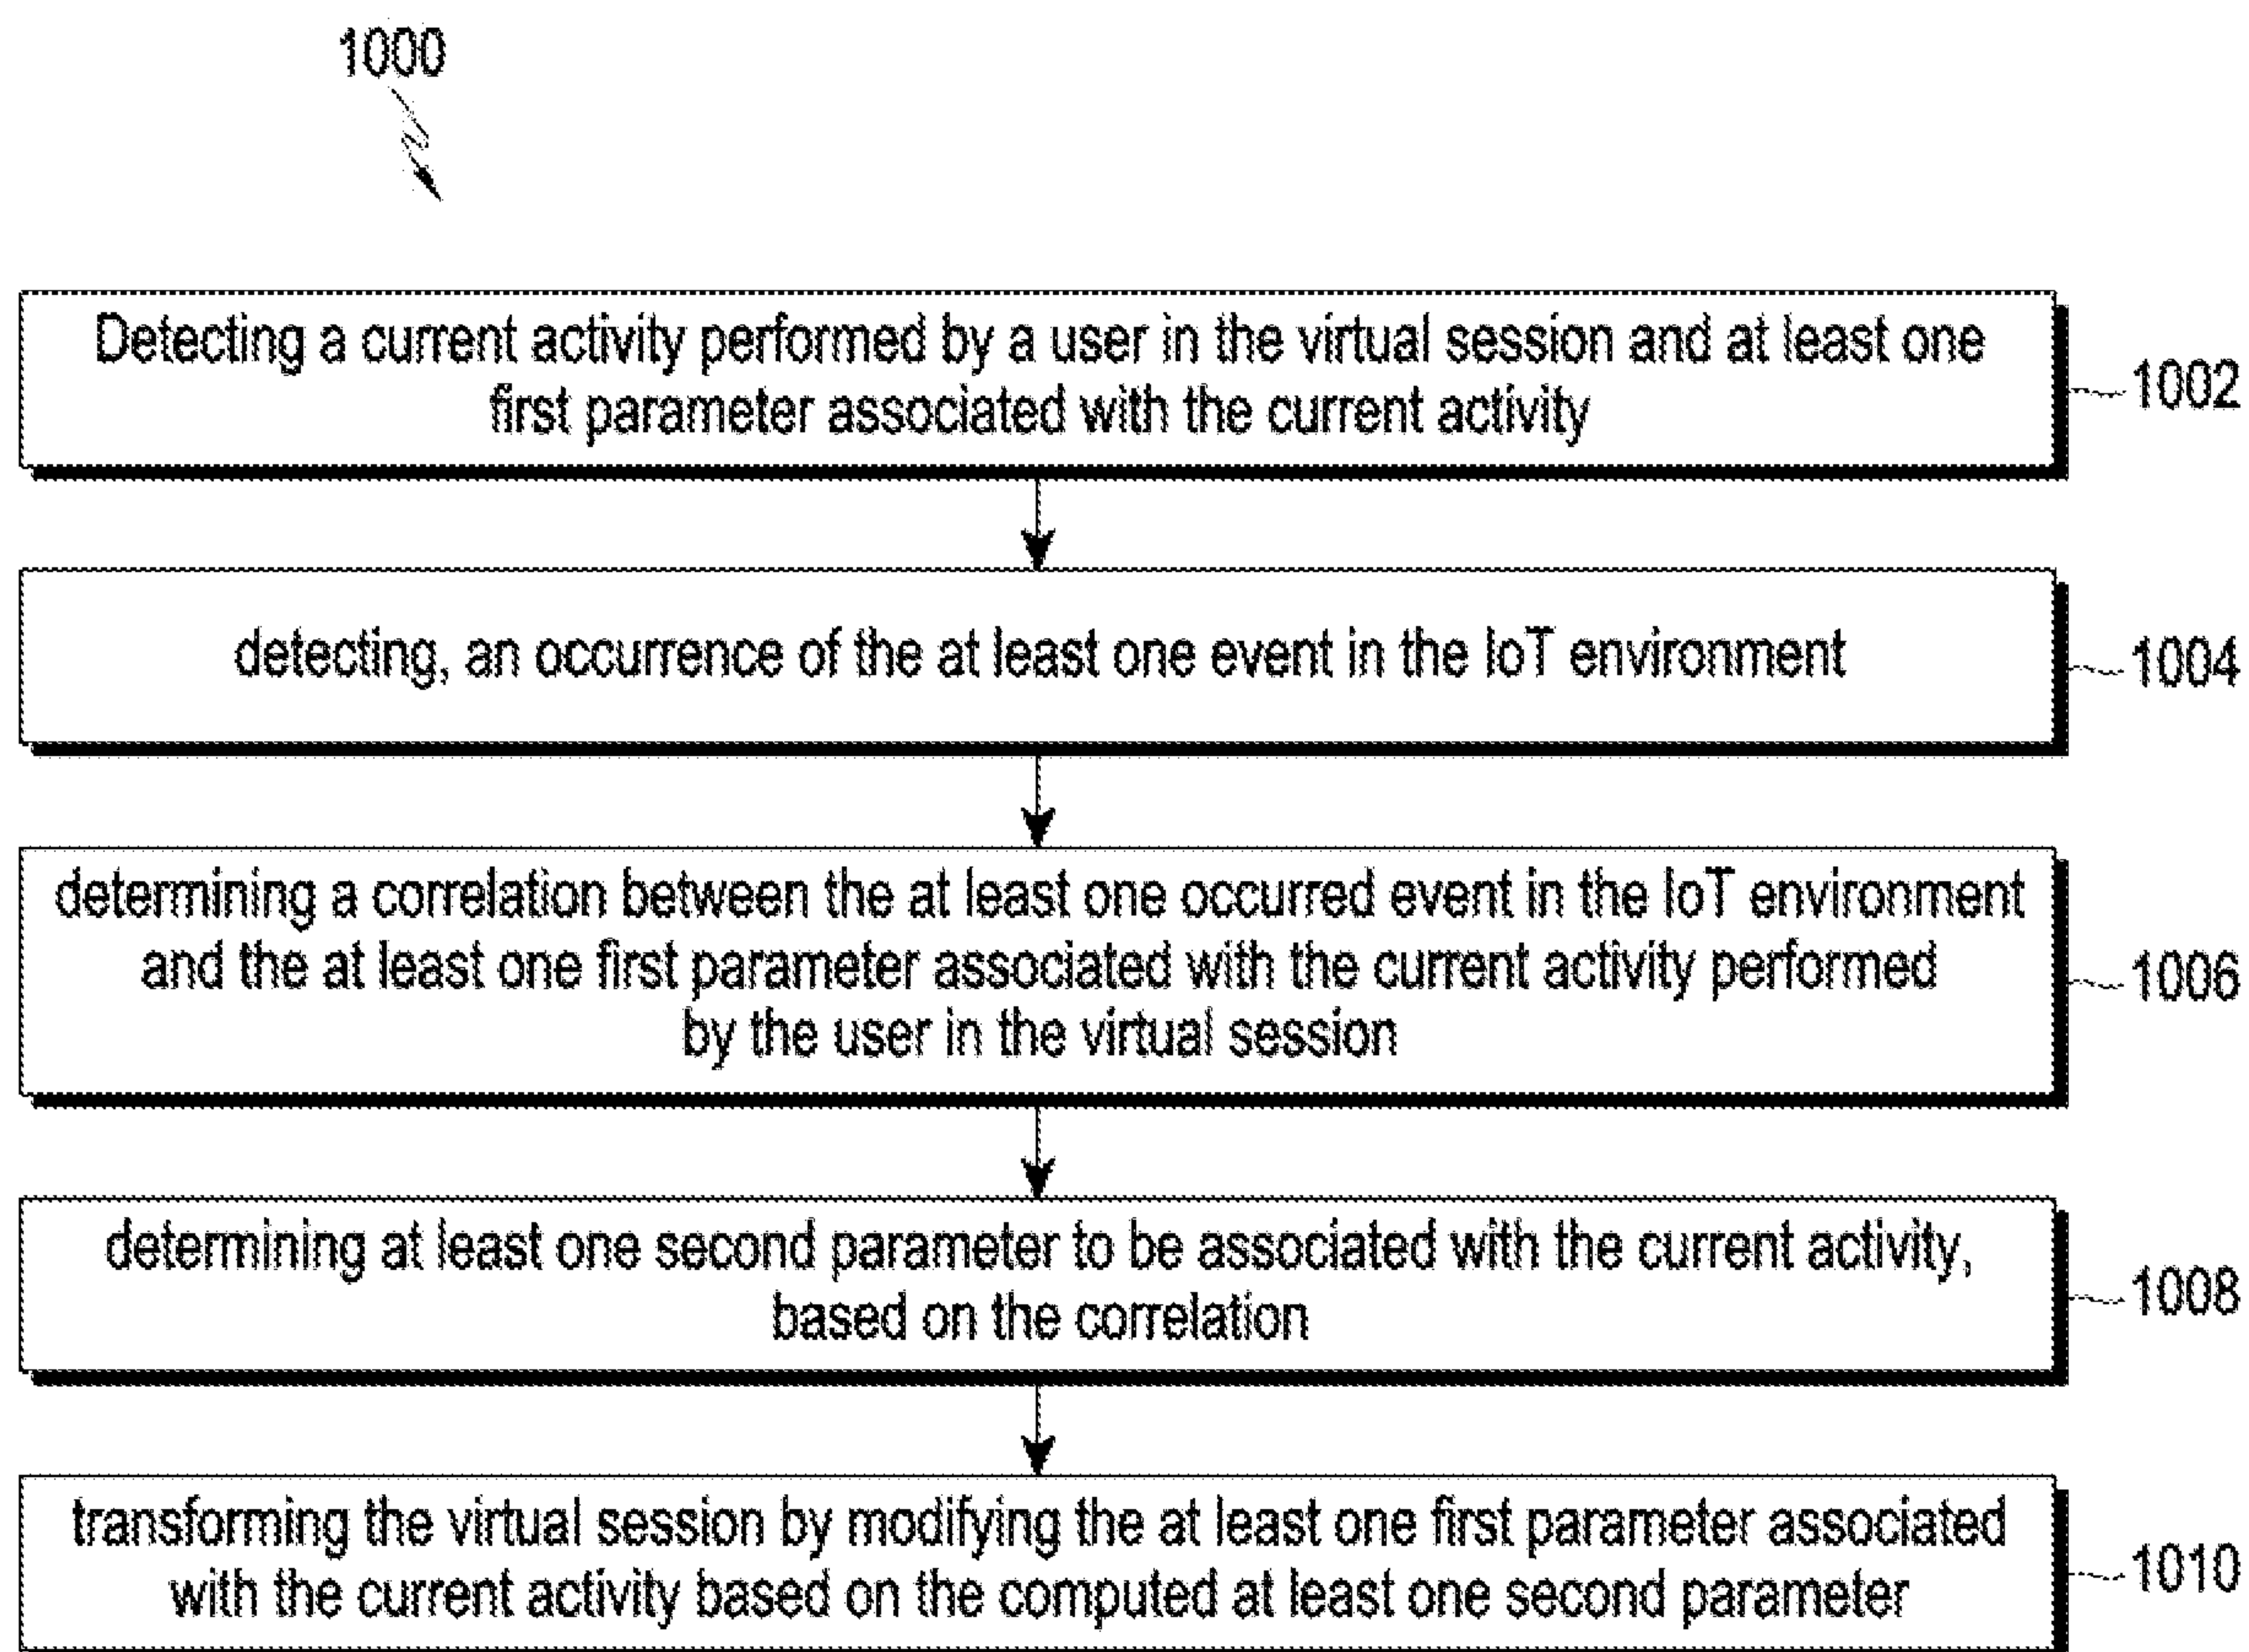 1000
Detecting a current activity performed by a user in the virtual session and at least one
first parameter associated with the current activity
1002
detecting, an occurrence of the at least one event in the IoT environment
1004
determining a correlation between the at least one occurred event in the IoT environment
and the at least one first parameter associated with the current activity performed
by the user in the virtual session
1006
determining at least one second parameter to be associated with the current activity,
based on the correlation
1008
transforming the virtual session by modifying the at least one first parameter associated
with the current activity based on the computed at least one second parameter
1010